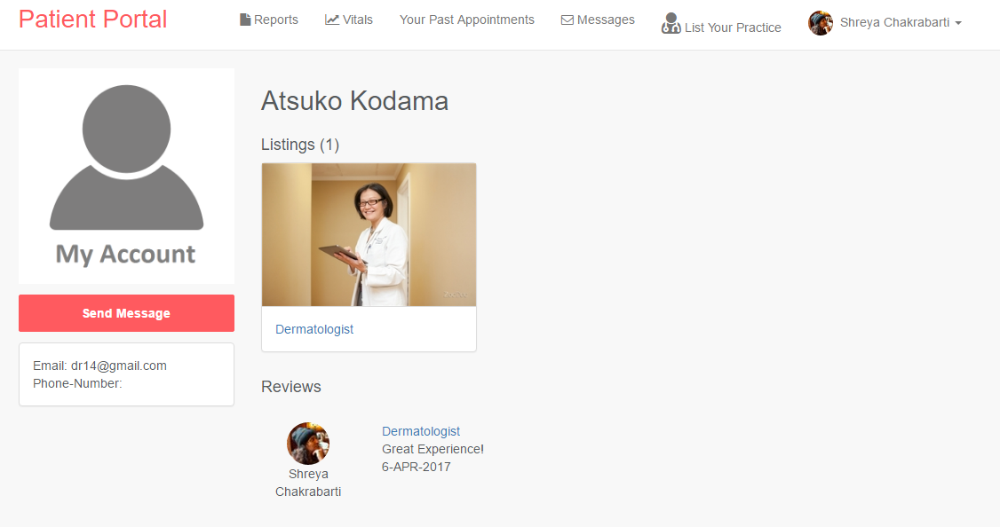 Patient Portal
Reports
Vitals
Your Past Appointments
Messages
List Your Practice
Shreya Chakrabarti
My Account
Send Message
Email: dr14@gmail.com
Phone-Number:
Atsuko Kodama
Listings (1)
Dermatologist
Reviews
Shreya
Chakrabarti
Dermatologist
Great Experience!
6-APR-2017